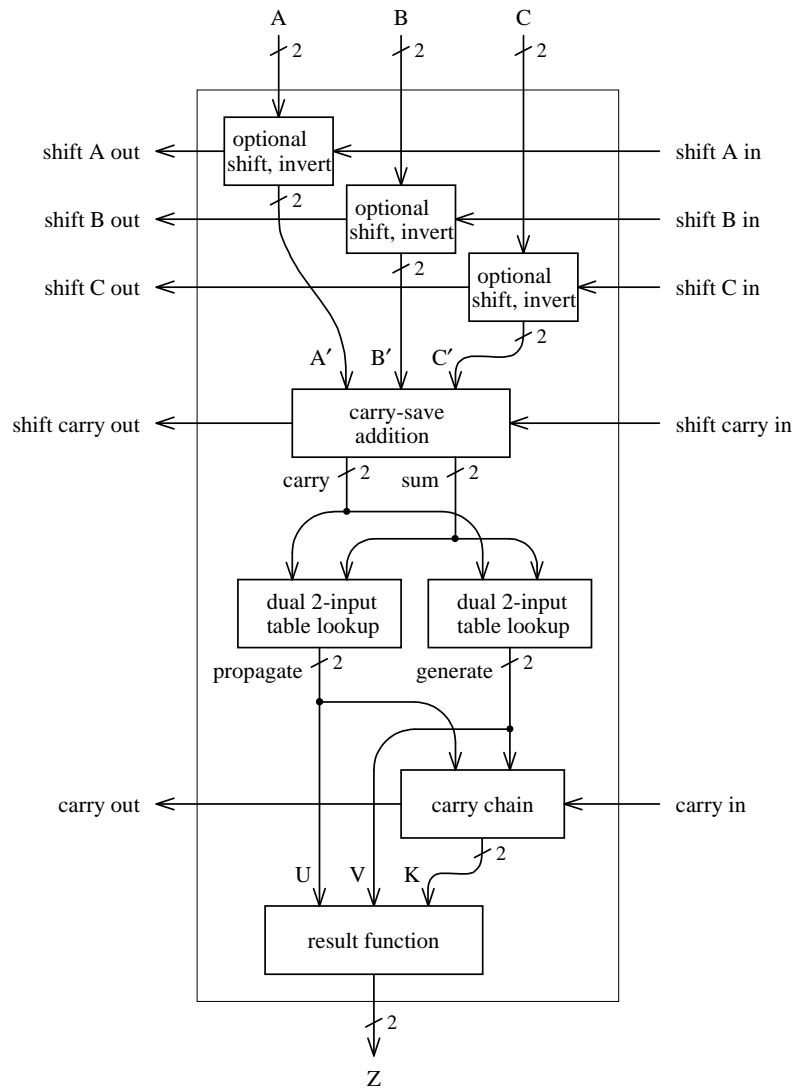 A B C
2 2 2
shift A out
optional
shift, invert
shift A in
2
shift B out
optional
shift, invert
shift B in
2
shift C out
optional
shift, invert
shift C in
2
A′ B′ C′
shift carry out
carry-save
addition
shift carry in
carry 2 sum 2
dual 2-input
table lookup
dual 2-input
table lookup
propagate 2 generate 2
carry out
carry chain
carry in
2
U V K
result function
2
Z